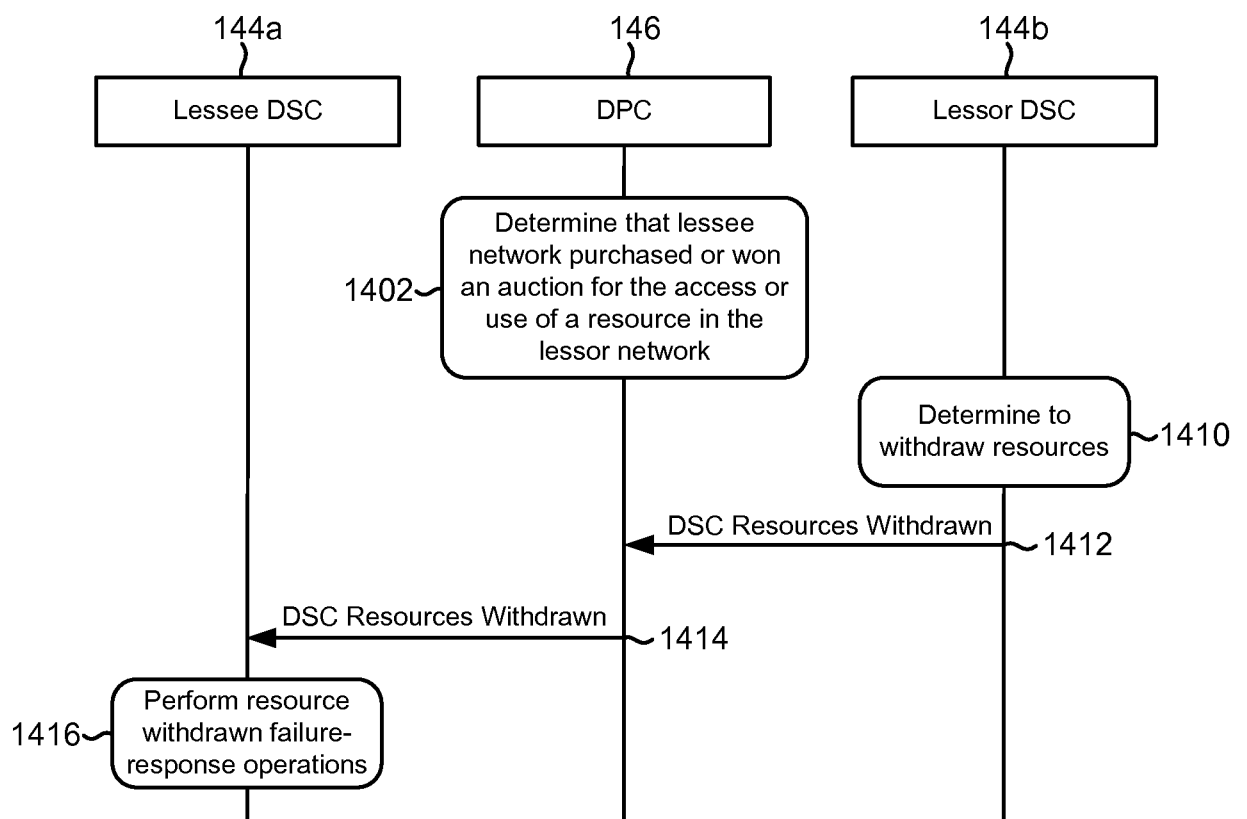 144a
146
144b
Lessee DSC
DPC
Lessor DSC
Determine that lessee
network purchased or won
an auction for the access or
use of a resource in the
lessor network
1402
Determine to
withdraw resources
1410
DSC Resources Withdrawn
1412
DSC Resources Withdrawn
1414
Perform resource
withdrawn failure-
response operations
1416